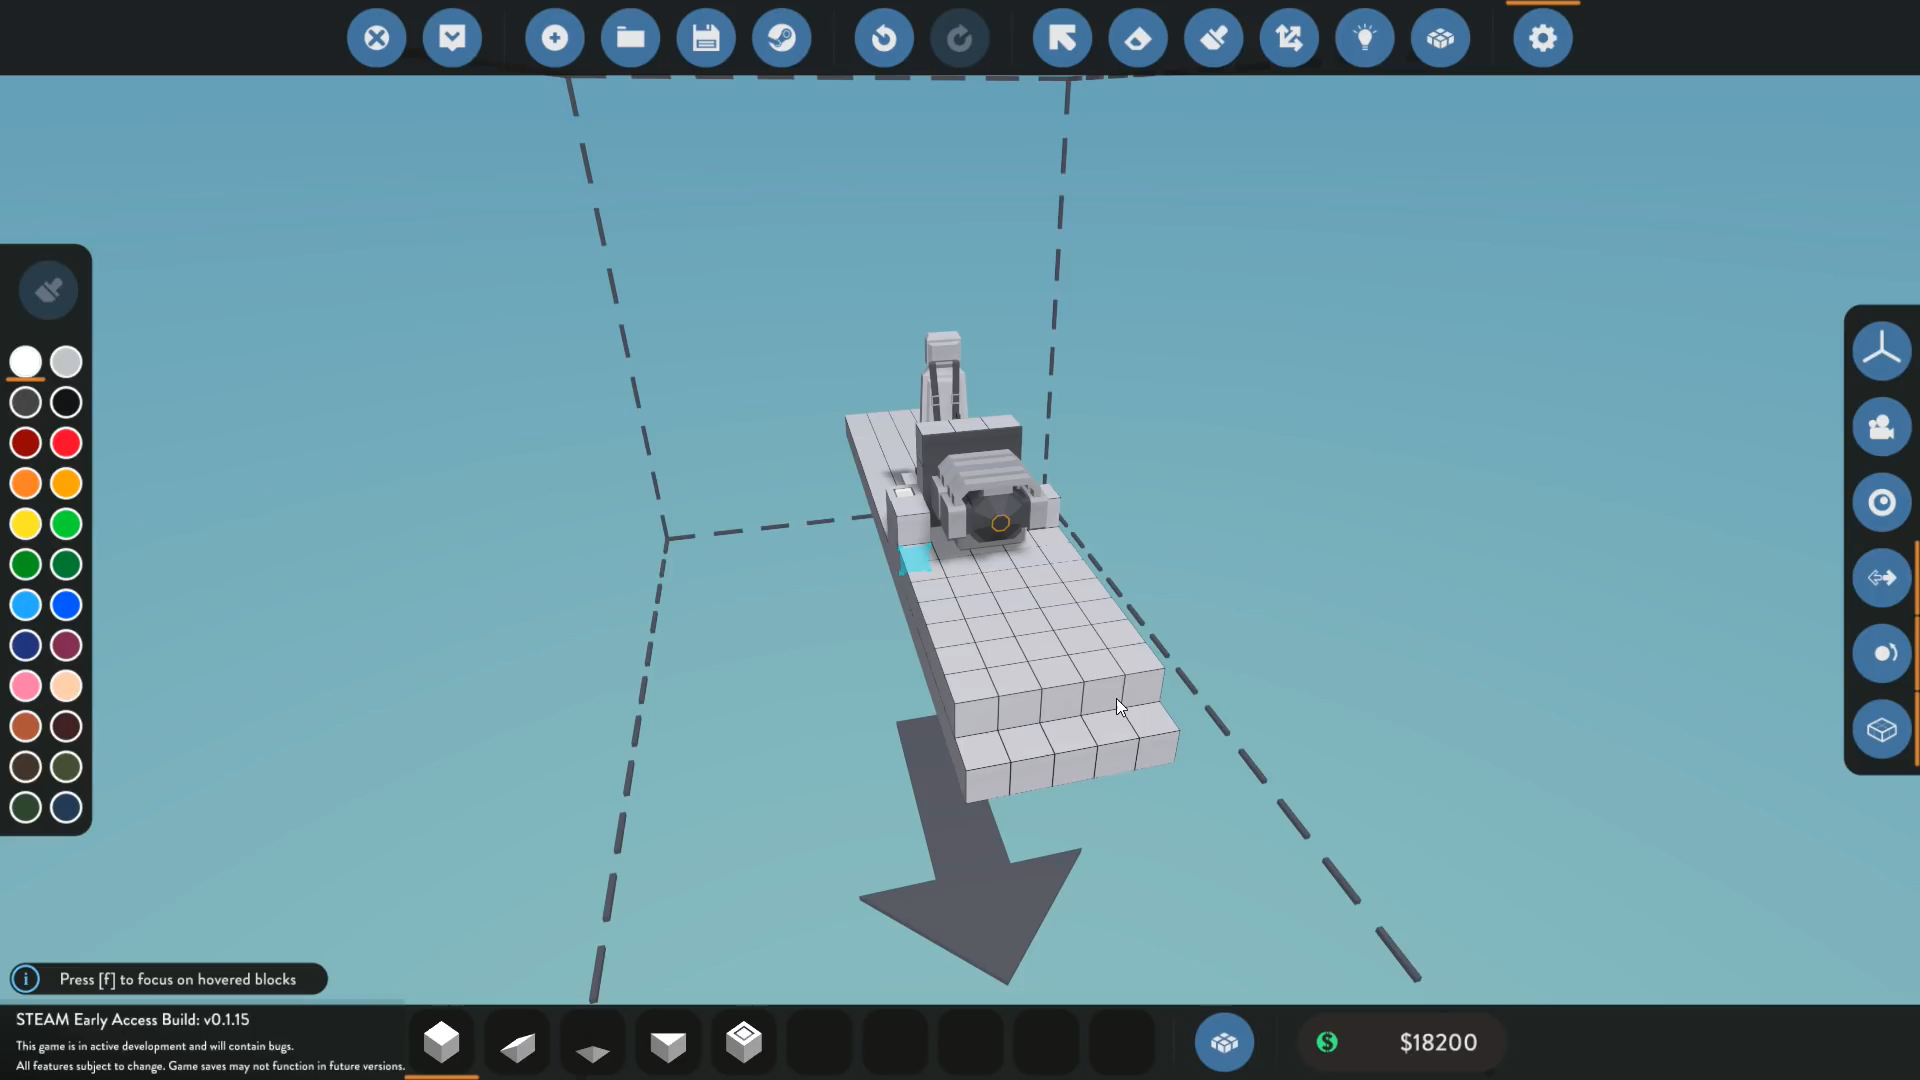 Press [f] to focus on hovered blocks
STEAM Early Access Build: v0.1.15
This game is in active development and will contain bugs.
All features subject to change. Game saves may not function in future versions.
$18200